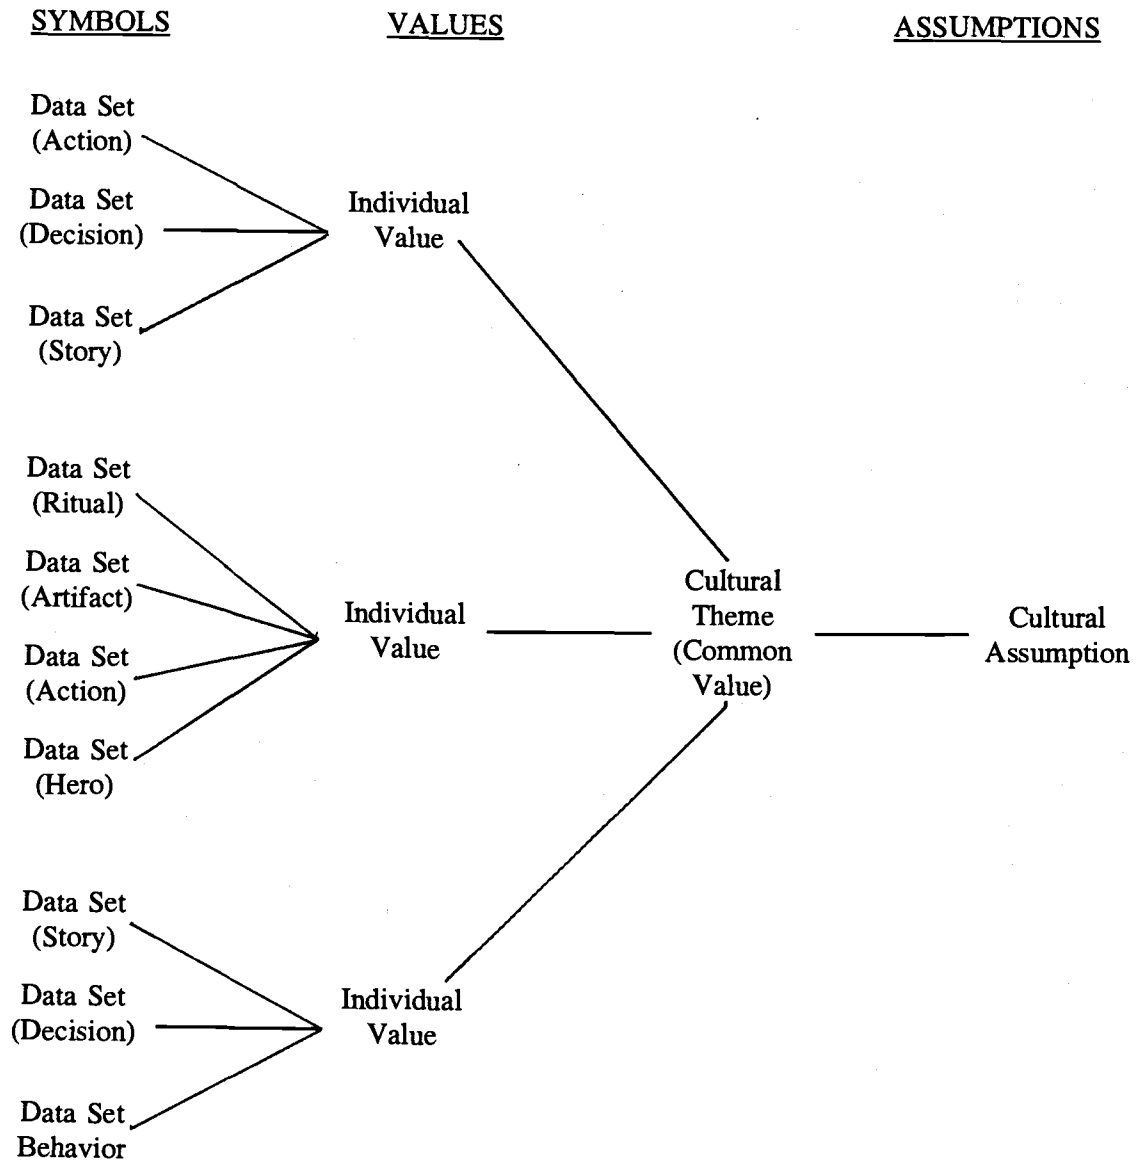 SYMBOLS
VALUES
ASSUMPTIONS
Data Set
(Action)
Data Set
(Decision)
Data Set
(Story)
Individual
Value
Data Set
(Ritual)
Data Set
(Artifact)
Data Set
(Action)
Data Set
(Hero)
Individual
Value
Cultural
Theme
(Common
Value)
Cultural
Assumption
Data Set
(Story)
Data Set
(Decision)
Data Set
Behavior
Individual
Value